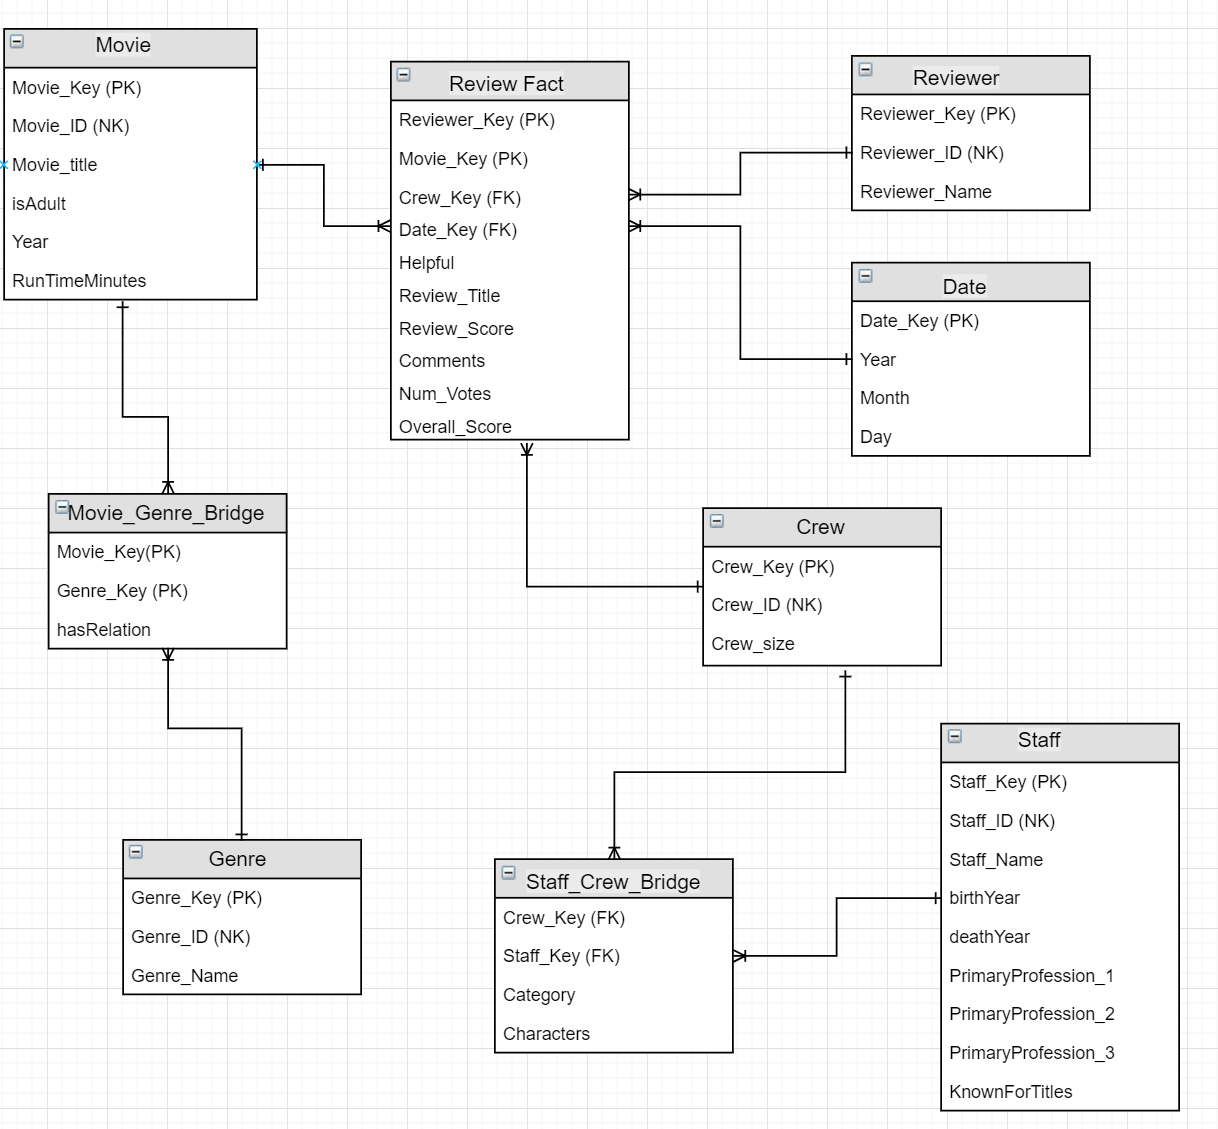 Movie
Movie_Key (PK)
Movie_ID (NK)
Movie_title
isAdult
Year
RunTimeMinutes
Review Fact
Reviewer_Key (PK)
Movie_Key (PK)
Crew_Key (FK)
Date_Key (FK)
Helpful
Review_Title
Review_Score
Comments
Num_Votes
Overall_Score
Reviewer
Reviewer_Key (PK)
Reviewer_ID (NK)
Reviewer_Name
Date
Date_Key (PK)
Year
Month
Day
Movie_Genre_Bridge
Movie_Key(PK)
Genre_Key (PK)
hasRelation
Crew
Crew_Key (PK)
Crew_ID (NK)
Crew_size
Genre
Genre_Key (PK)
Genre_ID (NK)
Genre_Name
Staff_Crew_Bridge
Crew_Key (FK)
Staff_Key (FK)
Category
Characters
Staff
Staff_Key (PK)
Staff_ID (NK)
Staff_Name
birthYear
deathYear
PrimaryProfession_1
PrimaryProfession_2
PrimaryProfession_3
KnownForTitles